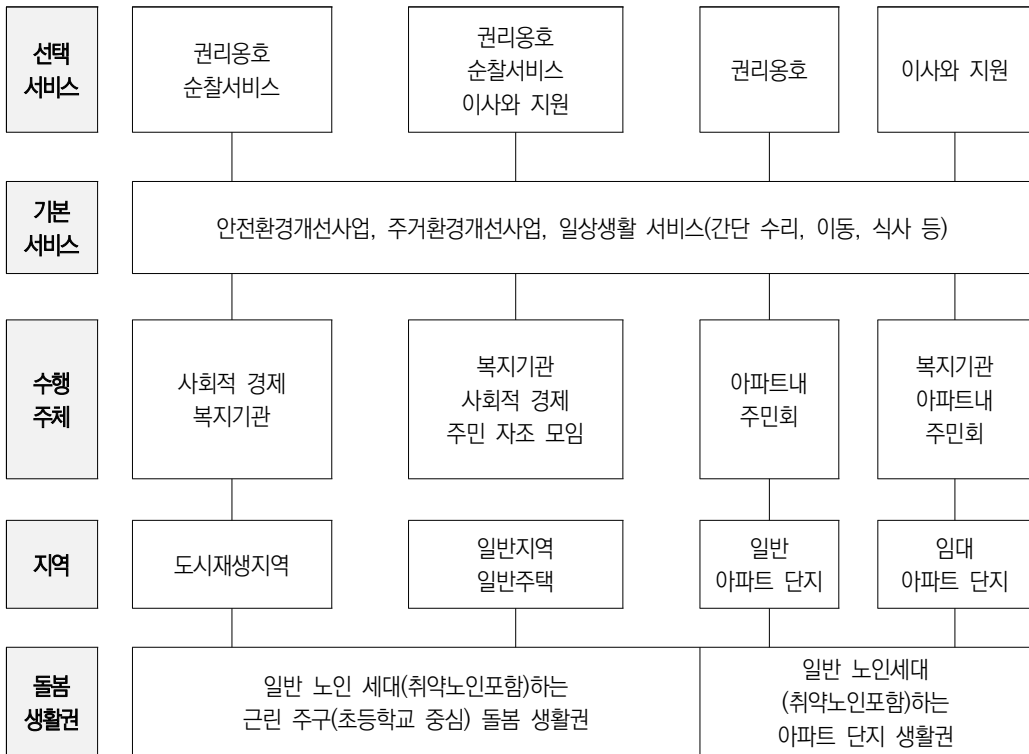 선택
서비스
권리옹호
순찰서비스
권리옹호
순찰서비스
이사와 지원
권리옹호
이사와 지원
기본
서비스
안전환경개선사업, 주거환경개선사업, 일상생활 서비스(간단 수리, 이동, 식사 등)
수행
주체
사회적 경제
복지기관
복지기관
사회적 경제
주민 자조 모임
아파트내
주민회
복지기관
아파트내
주민회
지역
도시재생지역
일반지역
일반주택
일반
아파트 단지
임대
아파트 단지
돌봄
생활권
일반 노인 세대(취약노인포함)하는
근린 주구(초등학교 중심) 돌봄 생활권
일반 노인세대
(취약노인포함)하는
아파트 단지 생활권